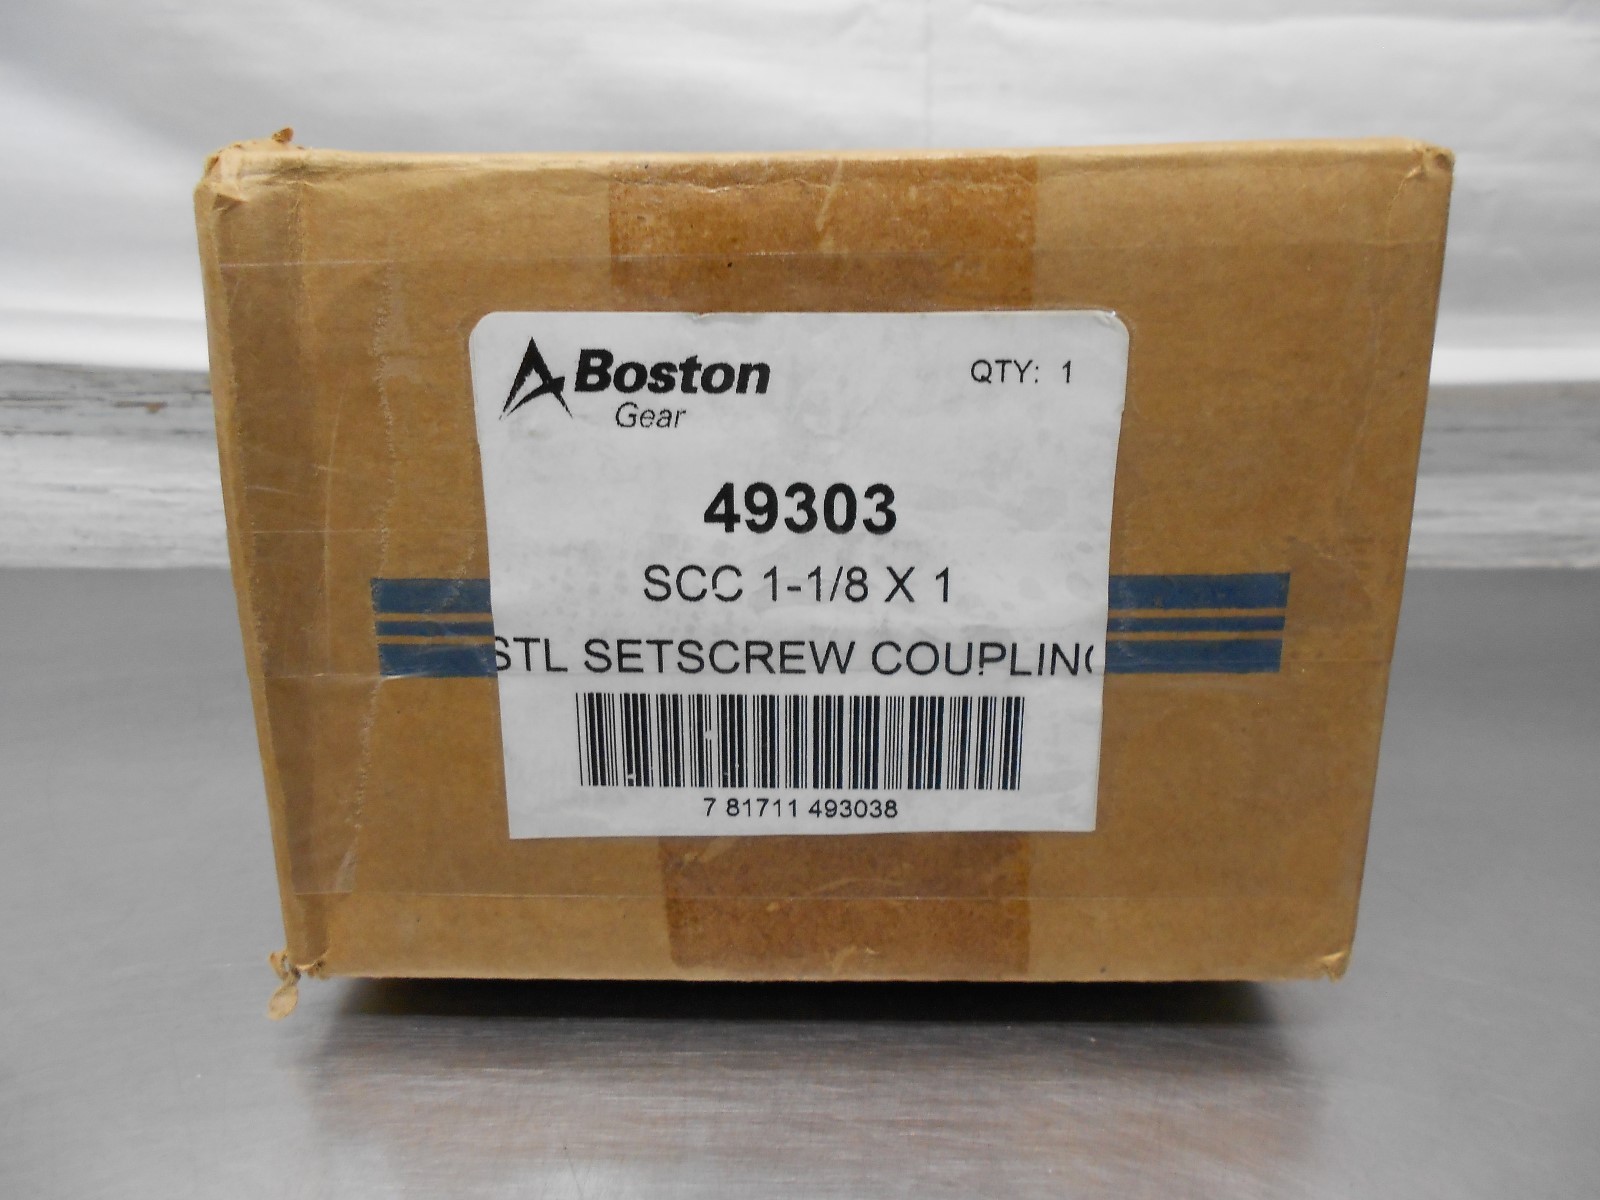 Boston
Gear
QTY: 1
49303
SCC 1-1/8 X 1
STL SETSCREW COUPLING
7 81711 493038